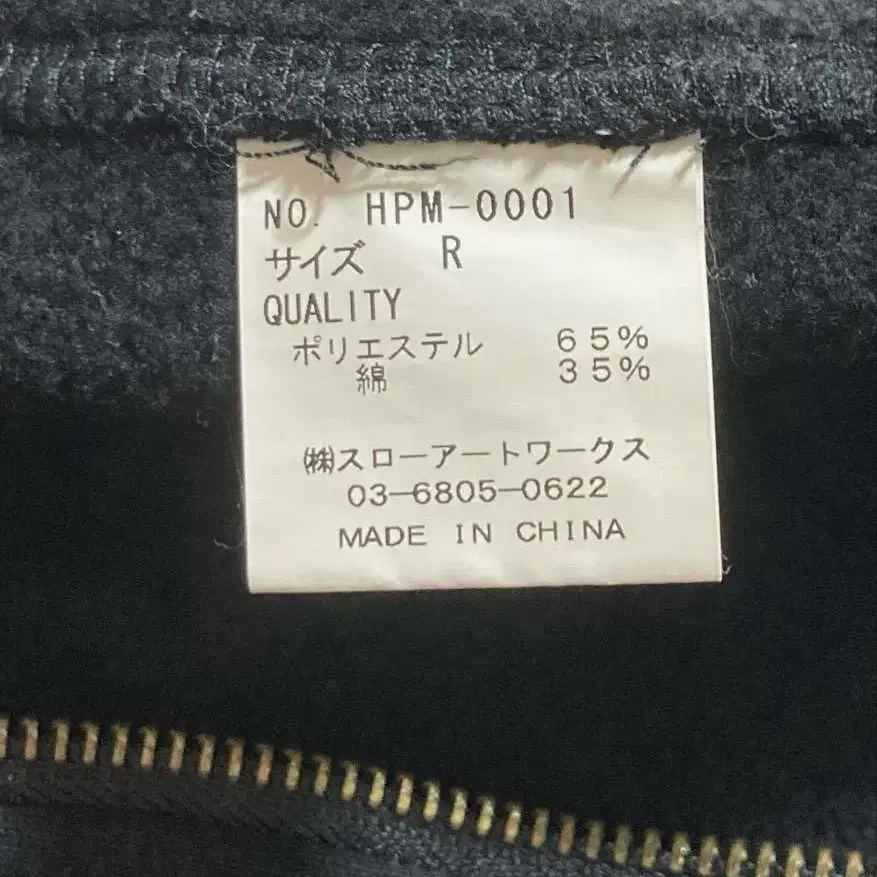 NO. HPM-0001
サイズ R
QUALITY
ポリエステル 65%
綿 35%
㈱スローアートワークス
03-6805-0622
MADE IN CHINA